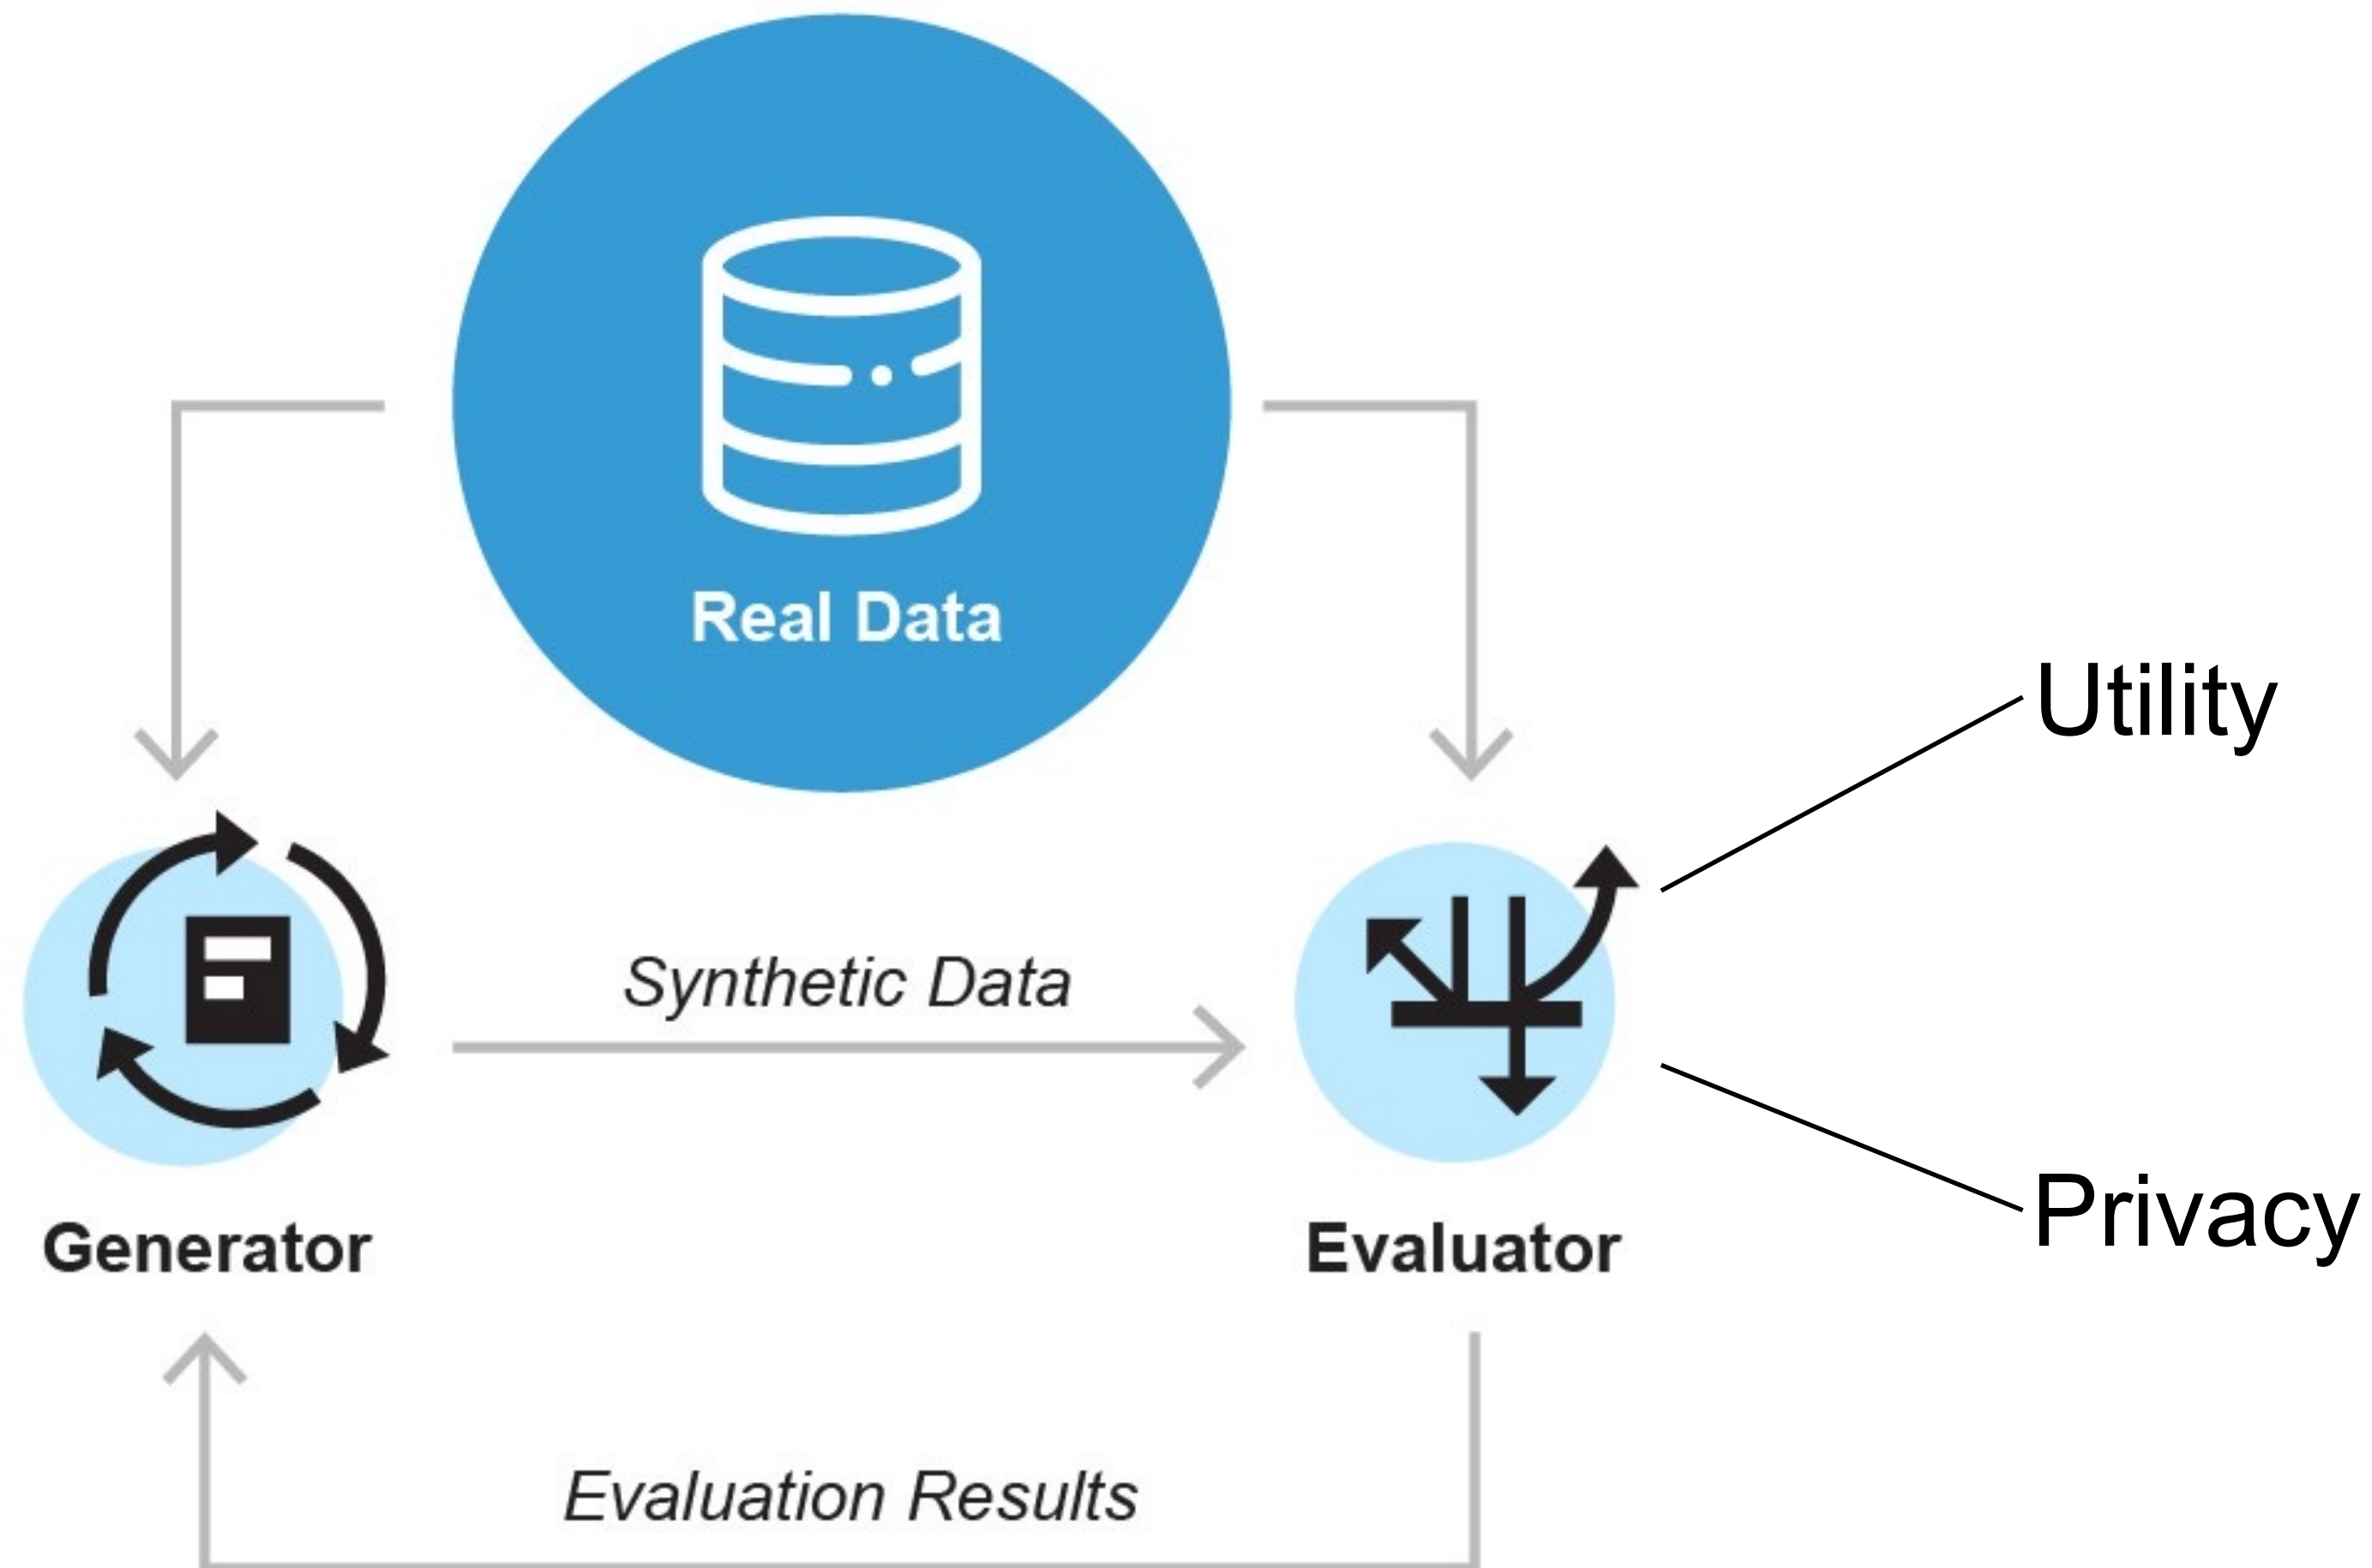 Real Data
Utility
Synthetic Data
Privacy
Generator
Evaluator
Evaluation Results